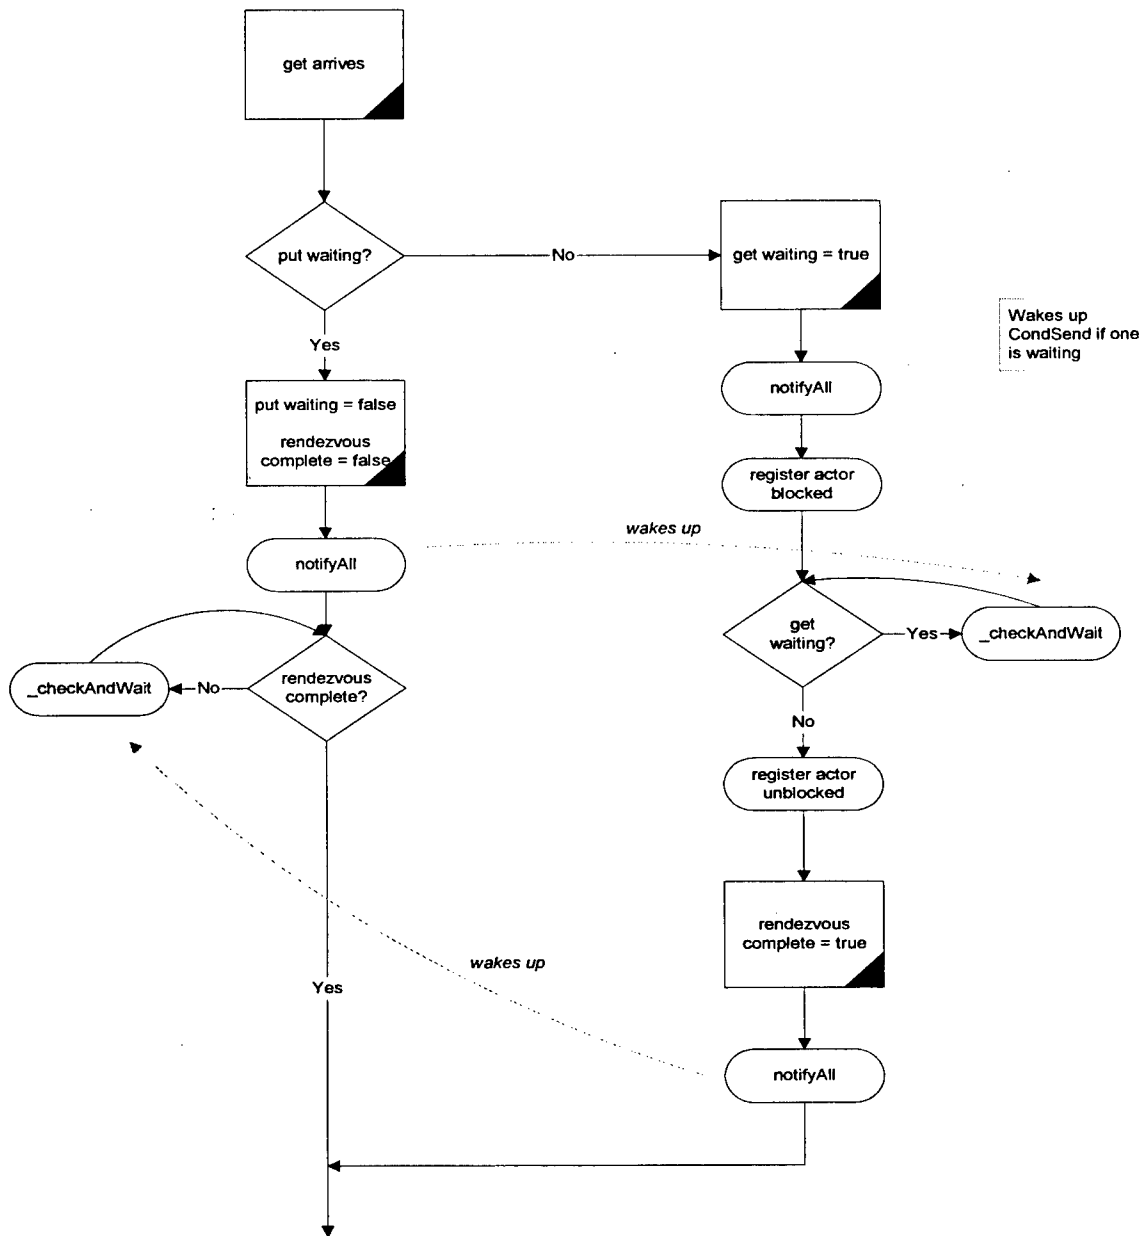 get arrives
put waiting?
No
get waiting = true
Wakes up
CondSend if one
is waiting
Yes
notifyAll
put waiting = false
rendezvous
complete = false
register actor
blocked
wakes up
notifyAll
get
waiting?
Yes
_checkAndWait
rendezvous
complete?
No
_checkAndWait
No
register actor
unblocked
rendezvous
complete = true
wakes up
Yes
notifyAll